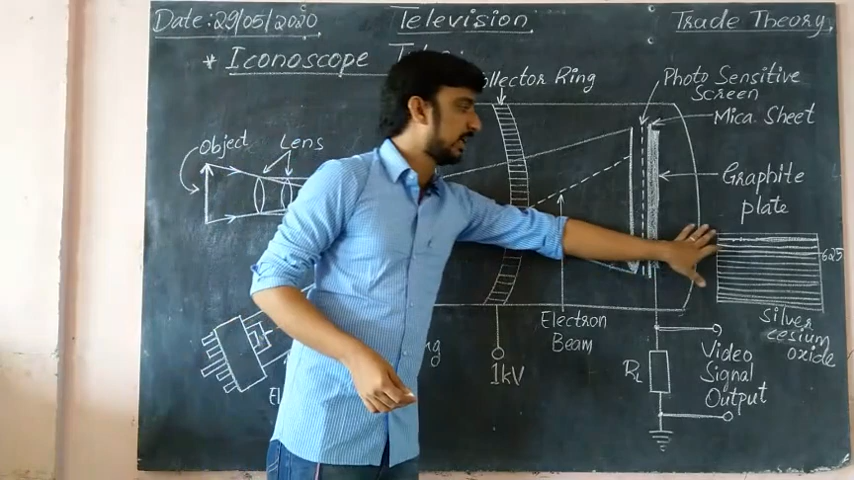 Date: 29/05/2020
Television
Trade Theory
* Iconoscope
Ring
Photo Sensitive
Screen
Mica Sheet
Object
Lens
Graphite
plate
625
Silver
cesium
oxide
Electron
Beam
1kV
RL
Video
Signal
Output